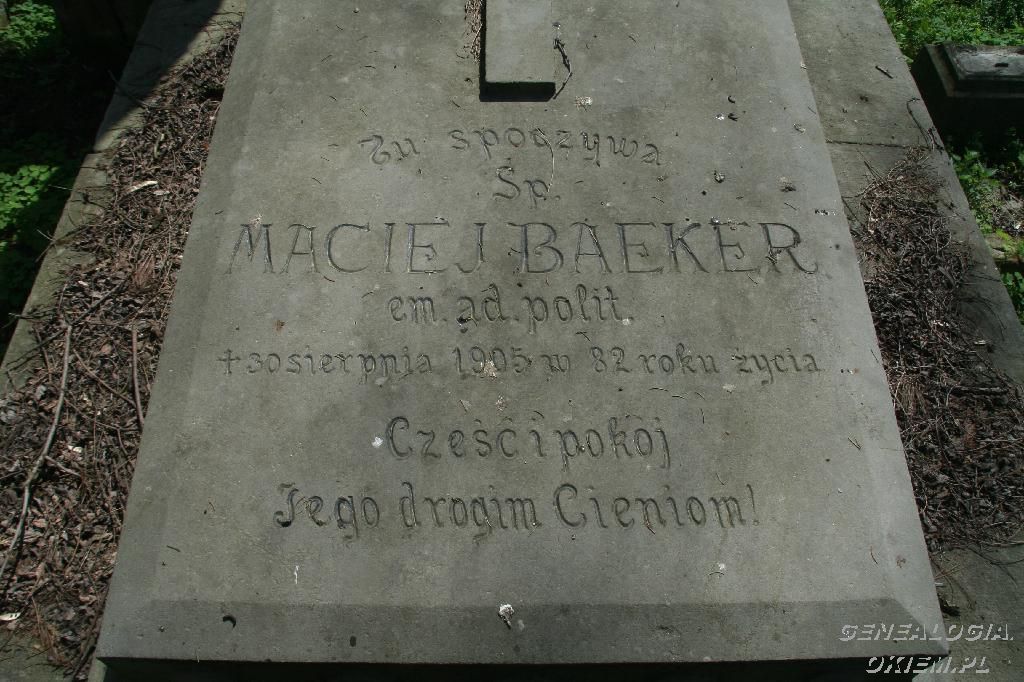 Tu spoczywa
Śp.
MACIEJ BAEKER
em. ad. polit.
+ 30 sierpnia 1905 w 82 roku życia
Cześć i pokój
Jego drogim Cieniom!
GENEALOGIA.
OKIEM.PL